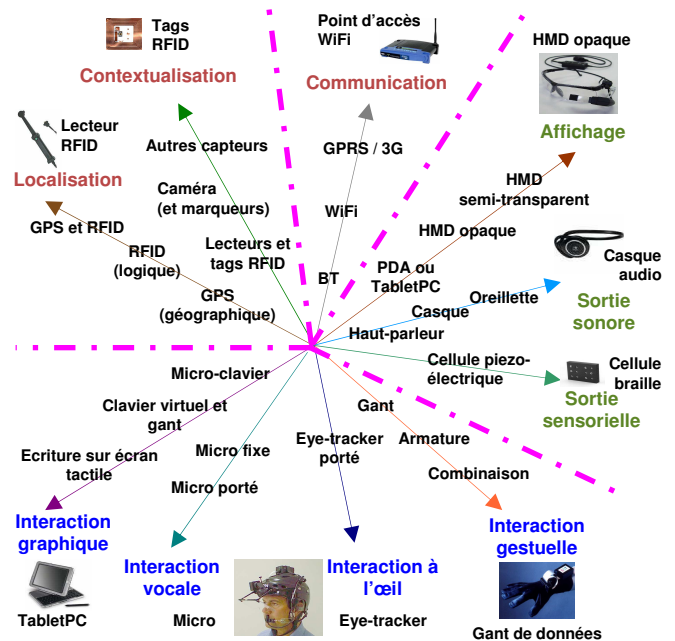 Tags
RFID
Contextualisation
Point d'accès
WiFi
Communication
HMD opaque
Affichage
Lecteur
RFID
Localisation
Autres capteurs
Caméra
(et marqueurs)
Lecteurs et
tags RFID
GPS et RFID
RFID
(logique)
GPS
(géographique)
GPRS / 3G
WiFi
BT
HMD
semi-transparent
HMD opaque
PDA ou
TabletPC
Casque
audio
Oreillette
Casque
Haut-parleur
Sortie
sonore
Cellule piezo-
électrique
Cellule
braille
Sortie
sensorielle
Micro-clavier
Clavier virtuel et
gant
Ecriture sur écran
tactile
Micro fixe
Micro porté
Eye-tracker
porté
Gant
Armature
Combinaison
Interaction
graphique
TabletPC
Interaction
vocale
Micro
Interaction à
l'œil
Eye-tracker
Interaction
gestuelle
Gant de données